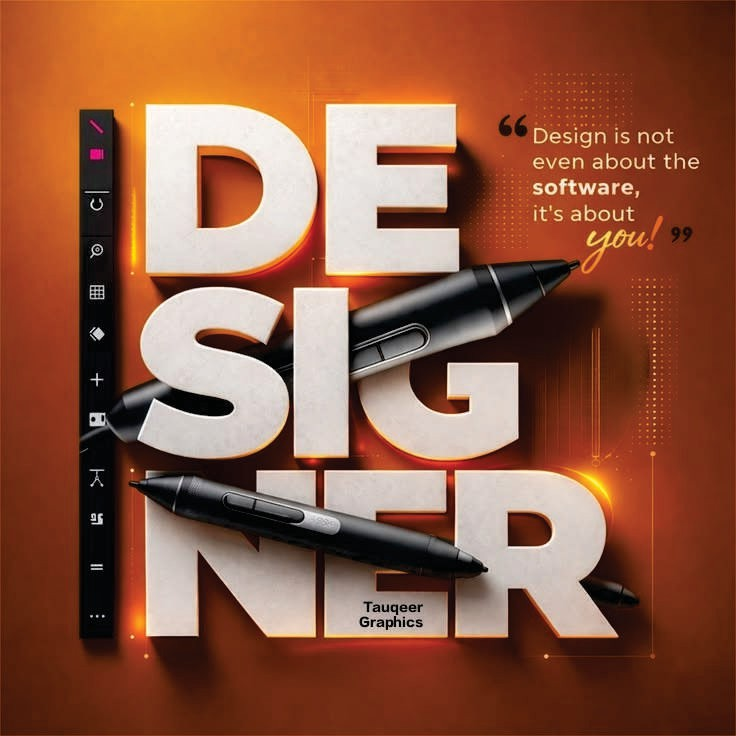 DE
SIG
NER
“ Design is not
even about the
software,
it's about
you! ”
Tauqeer
Graphics